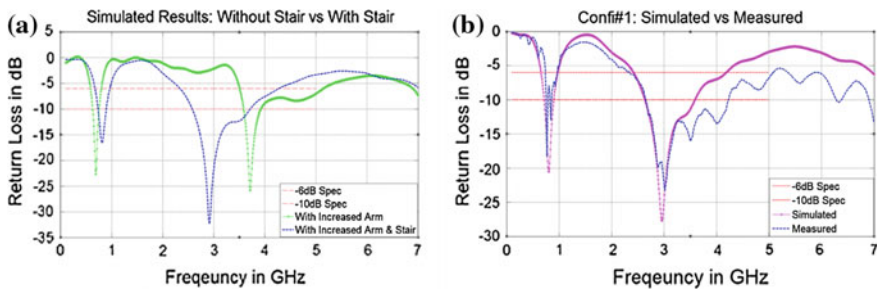 (a)
Simulated Results: Without Stair vs With Stair
5
0
-5
-10
-15
-20
-25
-30
-35
Return Loss in dB
-6dB Spec
-10dB Spec
With Increased Arm
With Increased Arm & Stair
0 1 2 3 4 5 6 7
Freqeuncy in GHz
(b)
Confi#1: Simulated vs Measured
0
-5
-10
-15
-20
-25
-30
Return Loss in dB
-6dB Spec
-10dB Spec
Simulated
Measured
0 1 2 3 4 5 6 7
Freqeuncy in GHz